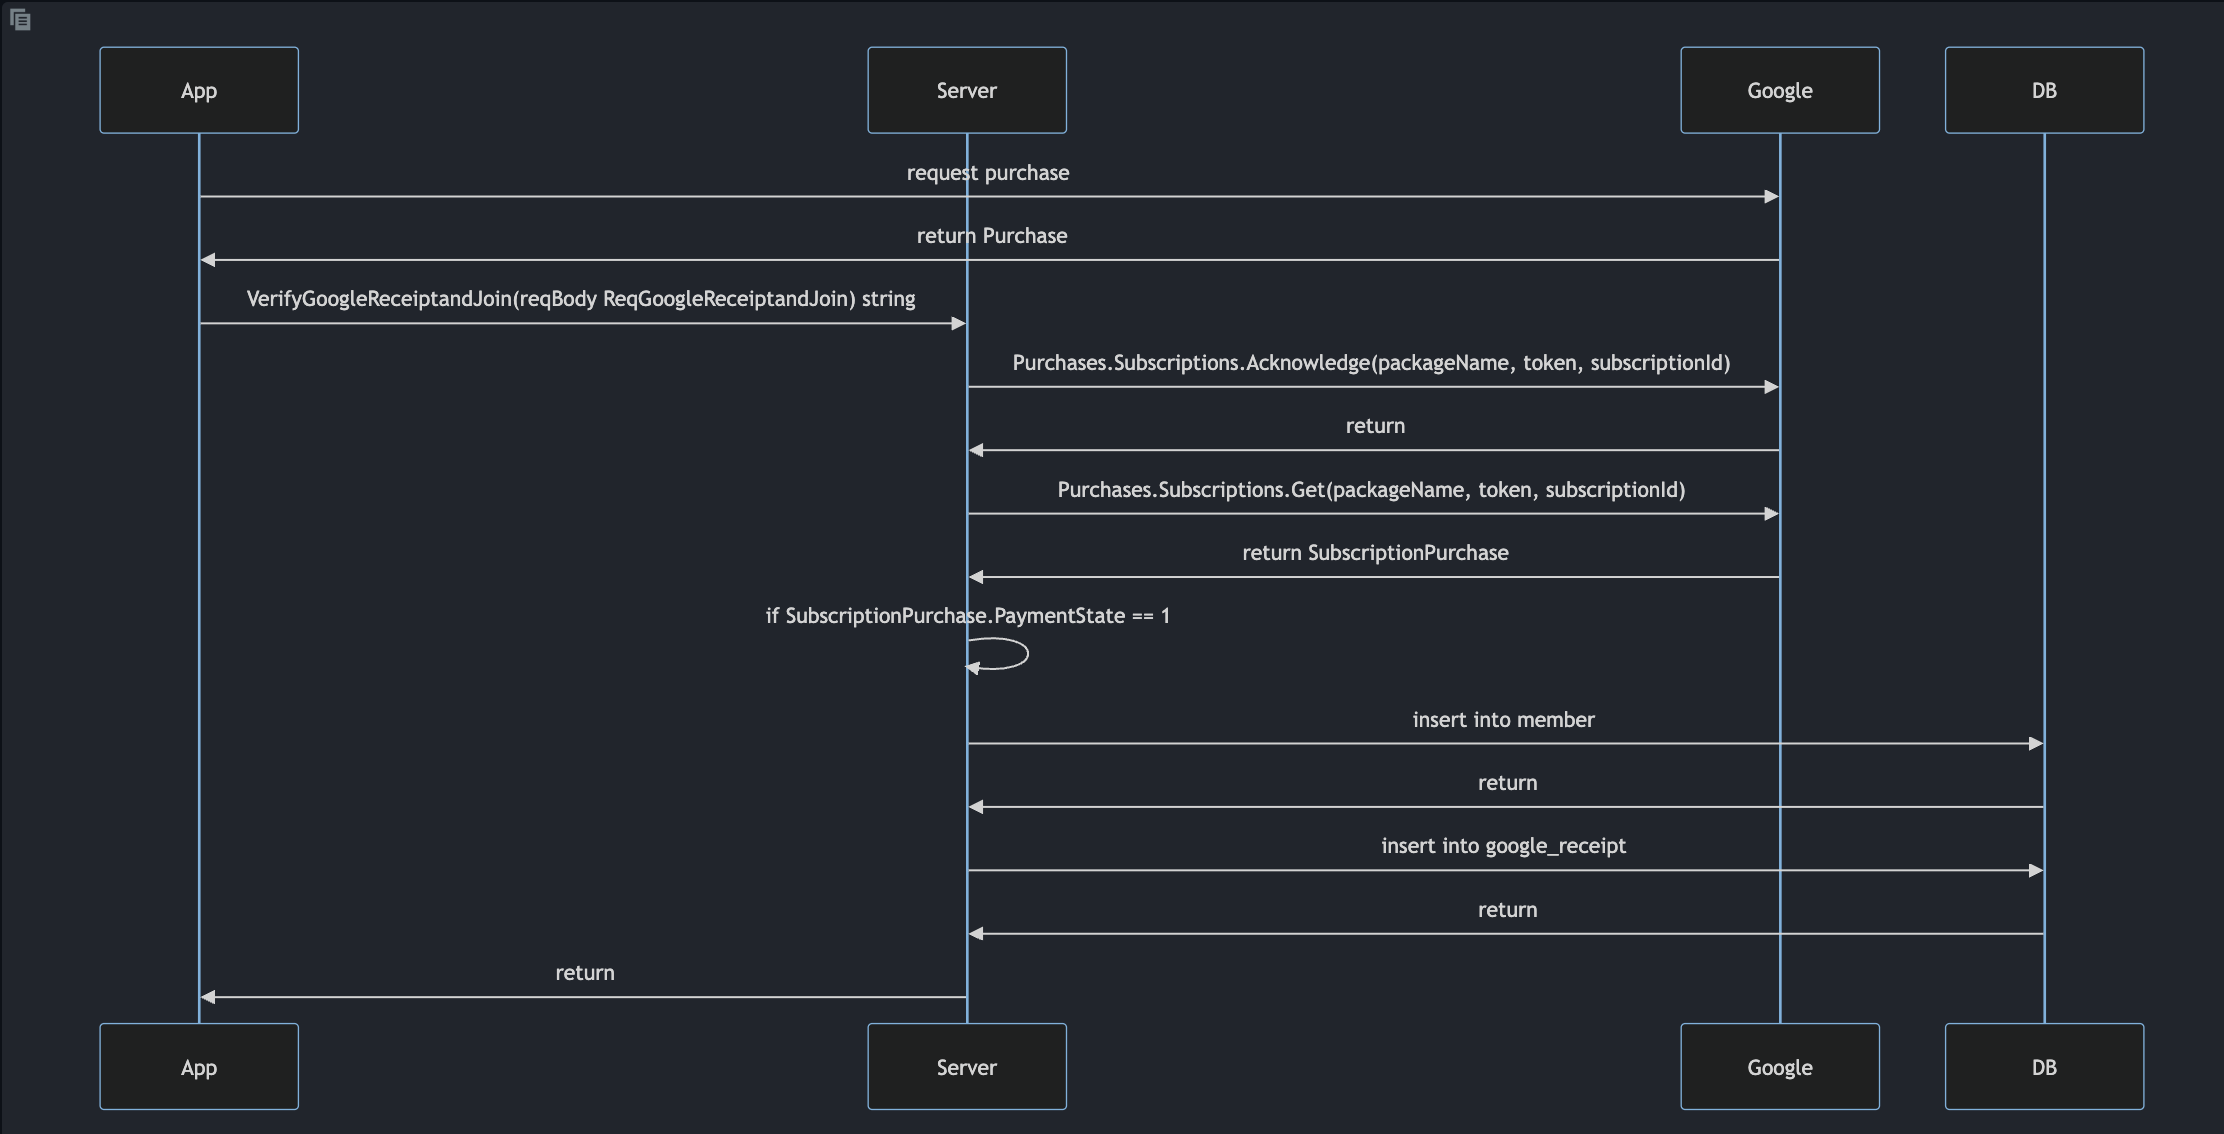 App
Server
Google
DB
request purchase
return Purchase
VerifyGoogleReceiptandJoin(reqBody ReqGoogleReceiptandJoin) string
Purchases.Subscriptions.Acknowledge(packageName, token, subscriptionId)
return
Purchases.Subscriptions.Get(packageName, token, subscriptionId)
return SubscriptionPurchase
if SubscriptionPurchase.PaymentState == 1
insert into member
return
insert into google_receipt
return
return
App
Server
Google
DB